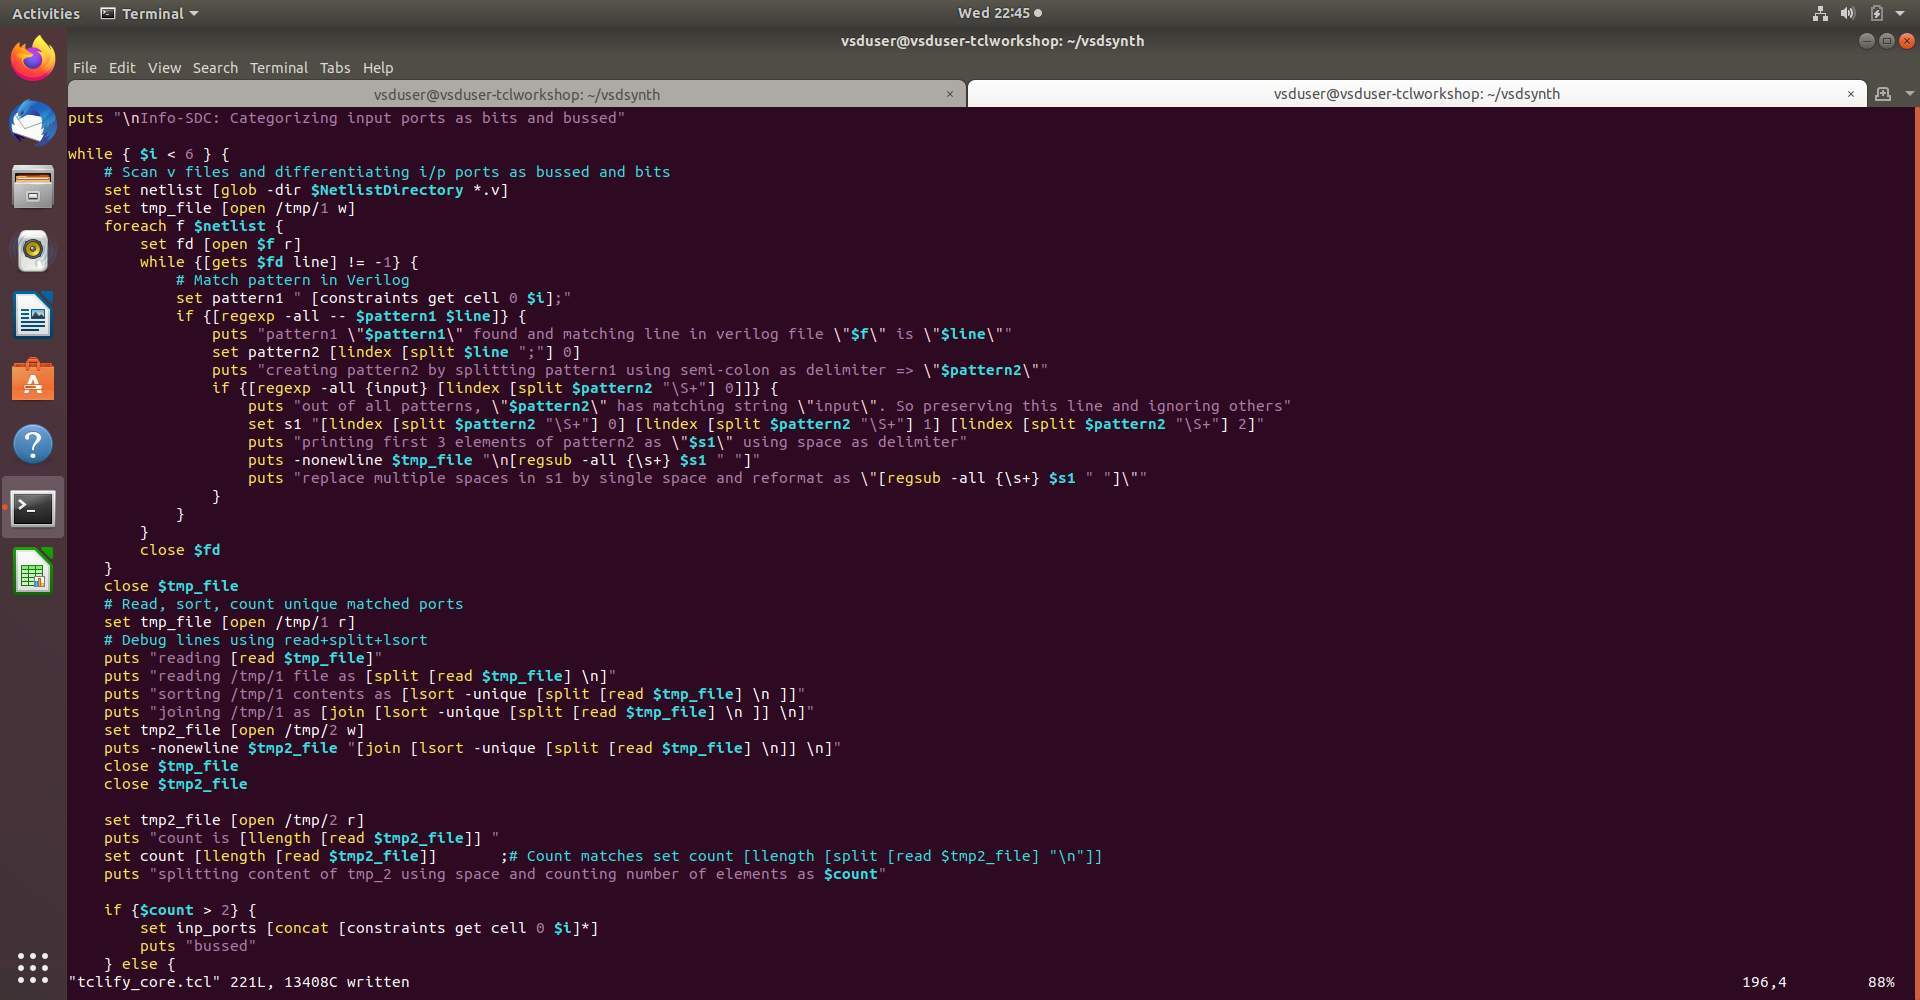 Activities Terminal Wed 22:45
vsduser@vsduser-tclworkshop: ~/vsdsynth
File Edit View Search Terminal Tabs Help
vsduser@vsduser-tclworkshop: ~/vsdsynth × vsduser@vsduser-tclworkshop: ~/vsdsynth ×
puts "\nInfo-SDC: Categorizing input ports as bits and bussed"
while { $i < 6 } {
    # Scan v files and differentiating i/p ports as bussed and bits
    set netlist [glob -dir $NetlistDirectory *.v]
    set tmp_file [open /tmp/1 w]
    foreach f $netlist {
        set fd [open $f r]
        while {[gets $fd line] != -1} {
            # Match pattern in Verilog
            set pattern1 " [constraints get cell 0 $i];"
            if {[regexp -all -- $pattern1 $line]} {
                puts "pattern1 \"$pattern1\" found and matching line in verilog file \"$f\" is \"$line\""
                set pattern2 [lindex [split $line ";"] 0]
                puts "creating pattern2 by splitting pattern1 using semi-colon as delimiter => \"$pattern2\""
                if {[regexp -all {input} [lindex [split $pattern2 "\S+"] 0]]} {
                    puts "out of all patterns, \"$pattern2\" has matching string \"input\". So preserving this line and ignoring others"
                    set s1 "[lindex [split $pattern2 "\S+"] 0] [lindex [split $pattern2 "\S+"] 1] [lindex [split $pattern2 "\S+"] 2]"
                    puts "printing first 3 elements of pattern2 as \"$s1\" using space as delimiter"
                    puts -nonewline $tmp_file "\n[regsub -all {\s+} $s1 " "]"
                    puts "replace multiple spaces in s1 by single space and reformat as \"[regsub -all {\s+} $s1 " "]\""
                }
            }
        }
        close $fd
    }
    close $tmp_file
    # Read, sort, count unique matched ports
    set tmp_file [open /tmp/1 r]
    # Debug lines using read+split+lsort
    puts "reading [read $tmp_file]"
    puts "reading /tmp/1 file as [split [read $tmp_file] \n]"
    puts "sorting /tmp/1 contents as [lsort -unique [split [read $tmp_file] \n ]]"
    puts "joining /tmp/1 as [join [lsort -unique [split [read $tmp_file] \n ]] \n]"
    set tmp2_file [open /tmp/2 w]
    puts -nonewline $tmp2_file "[join [lsort -unique [split [read $tmp_file] \n]] \n]"
    close $tmp_file
    close $tmp2_file
    set tmp2_file [open /tmp/2 r]
    puts "count is [llength [read $tmp2_file]] "
    set count [llength [read $tmp2_file]]       ;# Count matches set count [llength [split [read $tmp2_file] "\n"]]
    puts "splitting content of tmp_2 using space and counting number of elements as $count"
    if {$count > 2} {
        set inp_ports [concat [constraints get cell 0 $i]*]
        puts "bussed"
    } else {
"tclify_core.tcl" 221L, 13408C written 196,4 88%